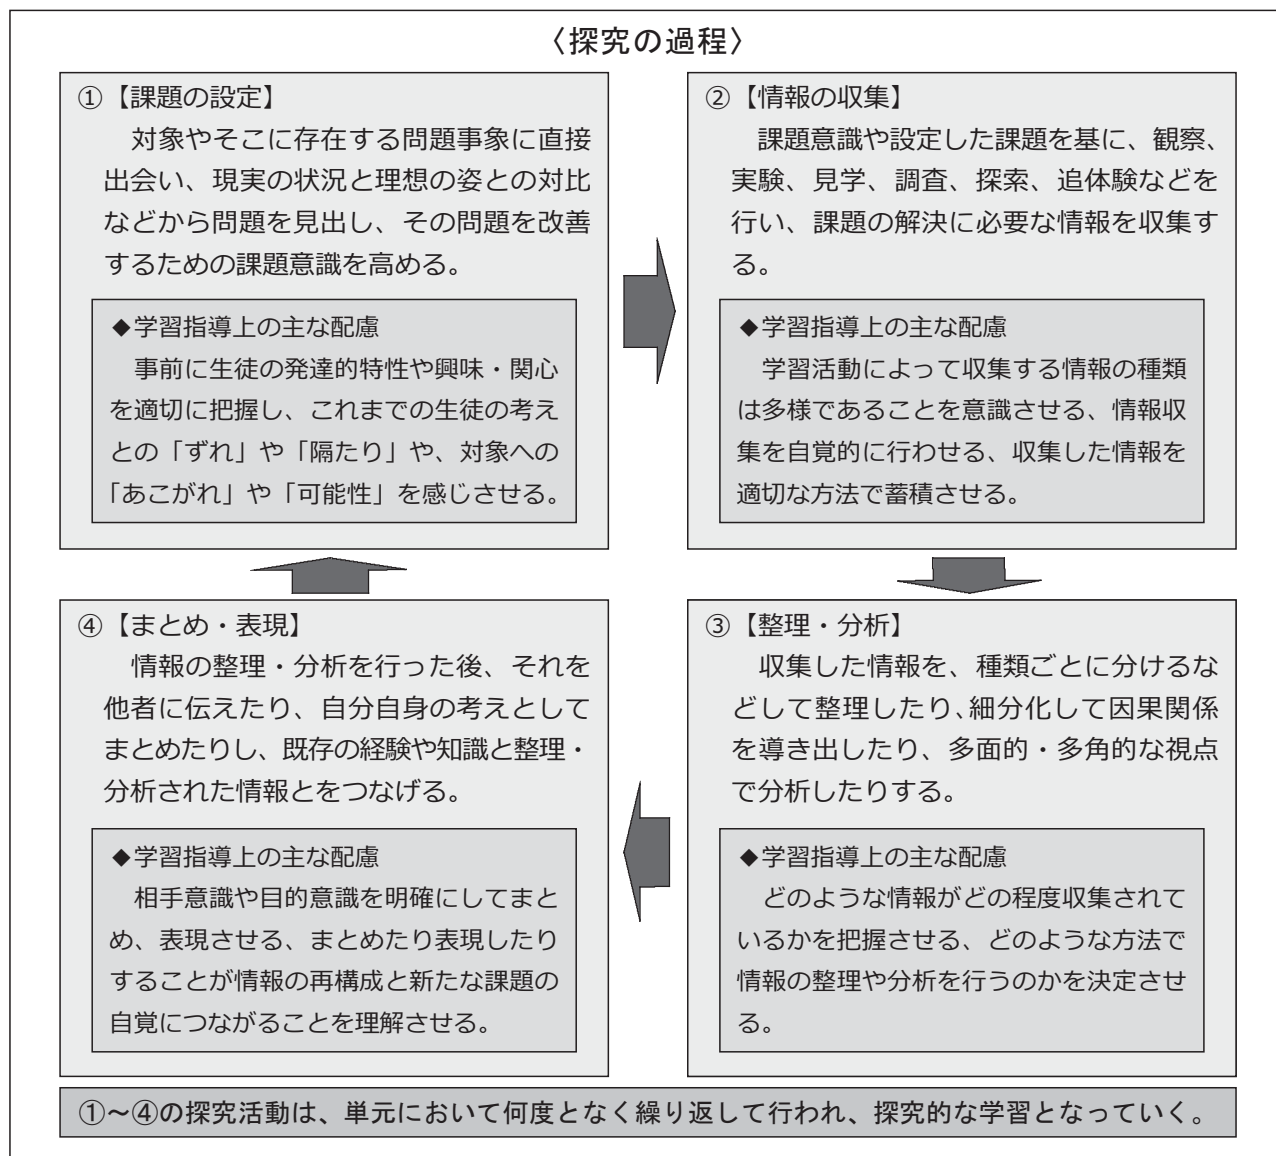 〈探究の過程〉
①【課題の設定】
対象やそこに存在する問題事象に直接
出会い、現実の状況と理想の姿との対比
などから問題を見出し、その問題を改善
するための課題意識を高める。
◆学習指導上の主な配慮
事前に生徒の発達的特性や興味・関心
を適切に把握し、これまでの生徒の考え
との「ずれ」や「隔たり」や、対象への
「あこがれ」や「可能性」を感じさせる。
②【情報の収集】
課題意識や設定した課題を基に、観察、
実験、見学、調査、探索、追体験などを
行い、課題の解決に必要な情報を収集す
る。
◆学習指導上の主な配慮
学習活動によって収集する情報の種類
は多様であることを意識させる、情報収
集を自覚的に行わせる、収集した情報を
適切な方法で蓄積させる。
③【整理・分析】
収集した情報を、種類ごとに分けるな
どして整理したり、細分化して因果関係
を導き出したり、多面的・多角的な視点
で分析したりする。
◆学習指導上の主な配慮
どのような情報がどの程度収集されて
いるかを把握させる、どのような方法で
情報の整理や分析を行うのかを決定させ
る。
④【まとめ・表現】
情報の整理・分析を行った後、それを
他者に伝えたり、自分自身の考えとして
まとめたりし、既存の経験や知識と整理・
分析された情報とをつなげる。
◆学習指導上の主な配慮
相手意識や目的意識を明確にしてまと
め、表現させる、まとめたり表現したり
することが情報の再構成と新たな課題の
自覚につながることを理解させる。
①～④の探究活動は、単元において何度となく繰り返して行われ、探究的な学習となっていく。